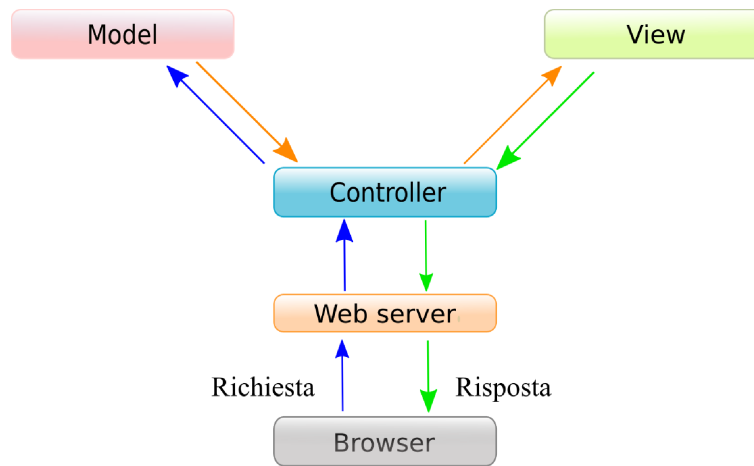 Model
View
Controller
Web server
Richiesta
Risposta
Browser